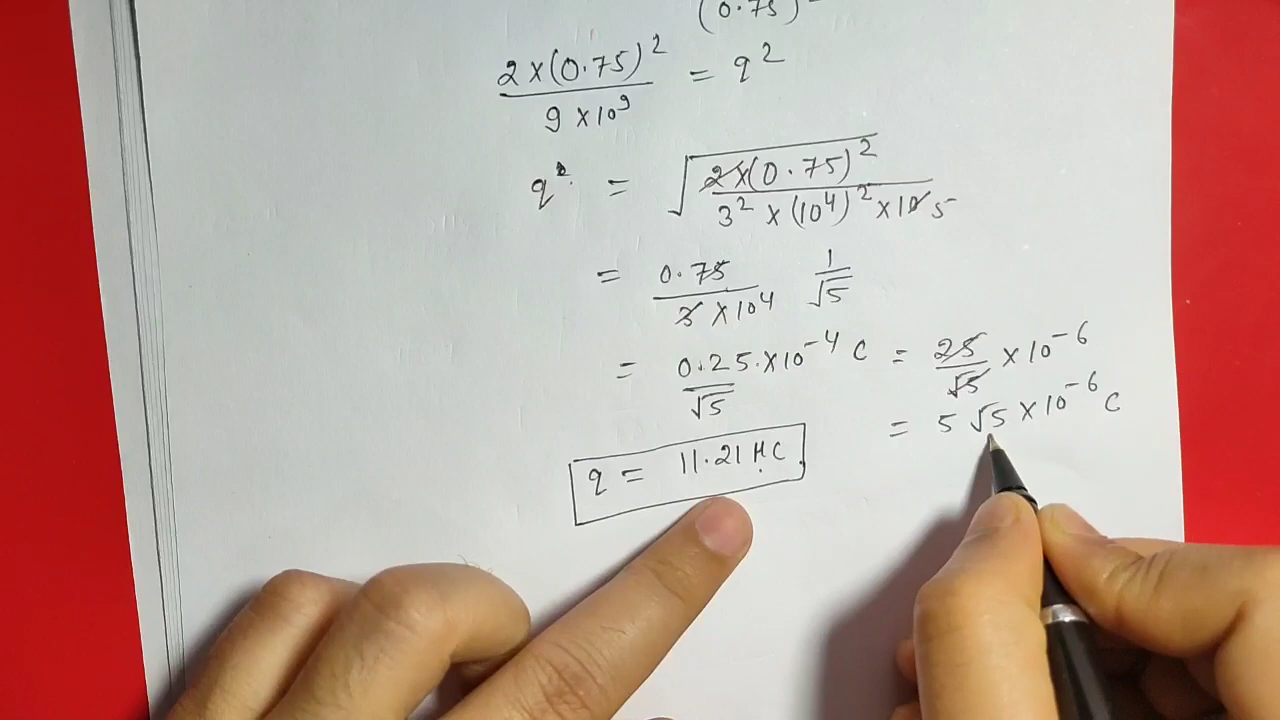 (0.75)
2×(0.75)² / 9×10⁹ = q²
q² = √(2×(0.75)² / 3²×(10⁴)²×10 5)
= 0.75 / 3×10⁴ 1/√5
= 0.25×10⁻⁴ C / √5 = 25/√5 ×10⁻⁶
= 5√5×10⁻⁶ C
q = 11.21 μC